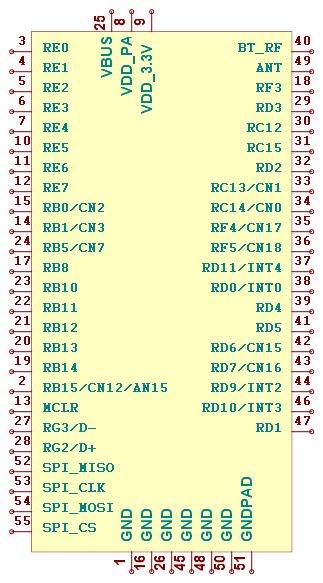 25 8 9
VBUS VDD_PA VDD_3.3V
3 RE0 BT_RF 40
4 RE1 ANT 49
5 RE2 RF3 18
6 RE3 RD3 29
7 RE4 RC12 30
10 RE5 RC15 31
11 RE6 RD2 32
12 RE7 RC13/CN1 33
15 RB0/CN2 RC14/CN0 34
14 RB1/CN3 RF4/CN17 35
24 RB5/CN7 RF5/CN18 36
17 RB8 RD11/INT4 37
23 RB10 RD0/INT0 38
22 RB11 RD4 39
21 RB12 RD5 41
20 RB13 RD6/CN15 42
19 RB14 RD7/CN16 43
2 RB15/CN12/AN15 RD9/INT2 44
13 MCLR RD10/INT3 46
27 RG3/D- RD1 47
28 RG2/D+
52 SPI_MISO
53 SPI_CLK
54 SPI_MOSI
55 SPI_CS
GND GND GND GND GND GND GNDPAD
1 16 26 45 48 50 51